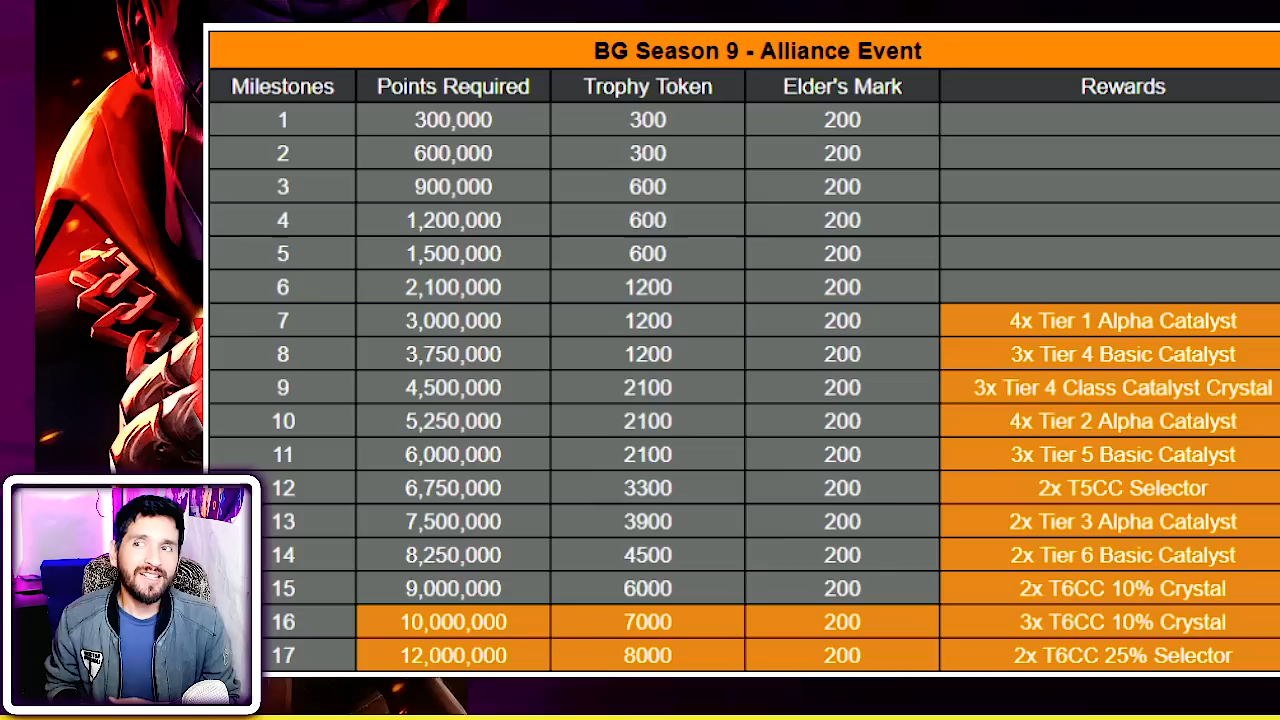 BG Season 9 - Alliance Event
Milestones Points Required Trophy Token Elder's Mark Rewards
1 300,000 300 200
2 600,000 300 200
3 900,000 600 200
4 1,200,000 600 200
5 1,500,000 600 200
6 2,100,000 1200 200
7 3,000,000 1200 200 4x Tier 1 Alpha Catalyst
8 3,750,000 1200 200 3x Tier 4 Basic Catalyst
9 4,500,000 2100 200 3x Tier 4 Class Catalyst Crystal
10 5,250,000 2100 200 4x Tier 2 Alpha Catalyst
11 6,000,000 2100 200 3x Tier 5 Basic Catalyst
12 6,750,000 3300 200 2x T5CC Selector
13 7,500,000 3900 200 2x Tier 3 Alpha Catalyst
14 8,250,000 4500 200 2x Tier 6 Basic Catalyst
15 9,000,000 6000 200 2x T6CC 10% Crystal
16 10,000,000 7000 200 3x T6CC 10% Crystal
17 12,000,000 8000 200 2x T6CC 25% Selector